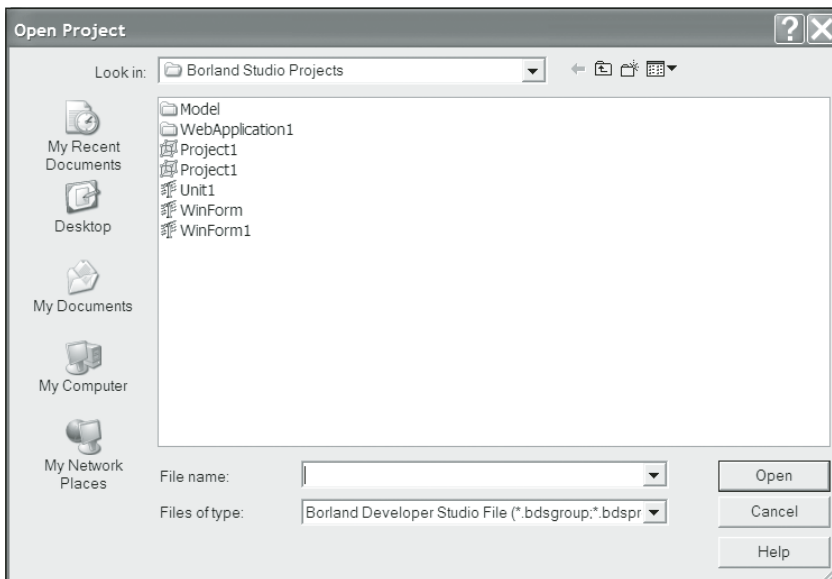 Open Project
Look in:
Borland Studio Projects
My Recent
Documents
Desktop
My Documents
My Computer
My Network
Places
Model
WebApplication1
Project1
Project1
Unit1
WinForm
WinForm1
File name:
Files of type:
Borland Developer Studio File (*.bdsgroup;*.bdspr
Open
Cancel
Help